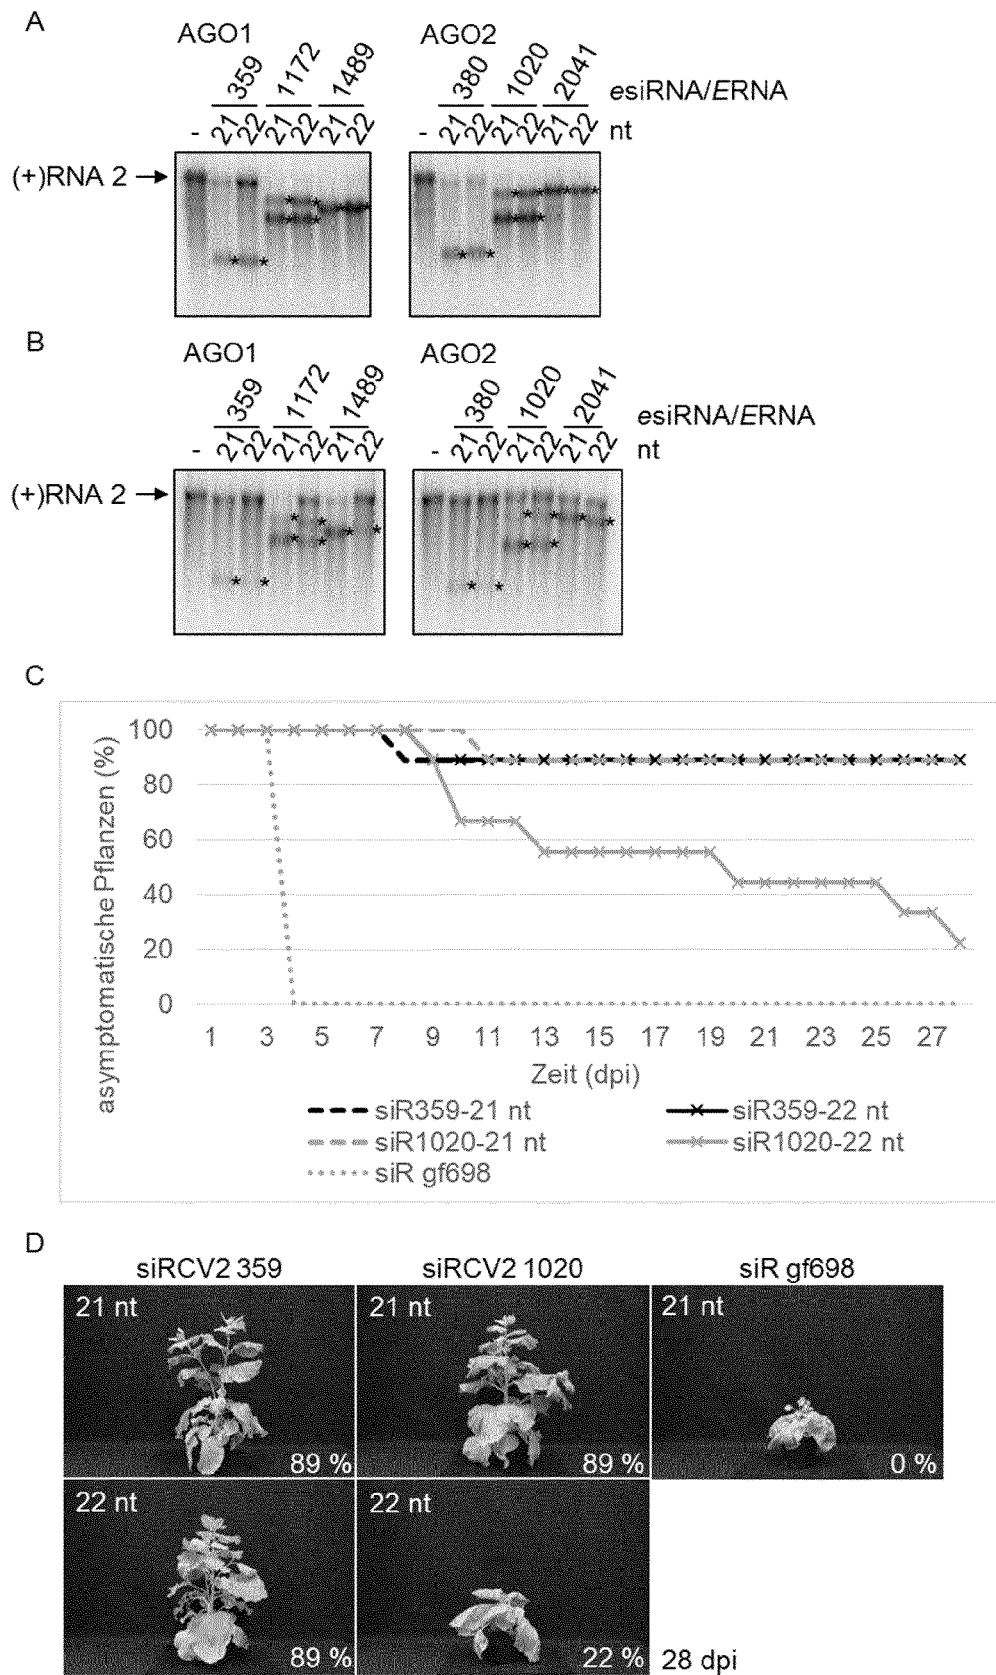 A
AGO1 AGO2
359 1172 1489 380 1020 2041 esiRNA/ERNA
- 21 22 21 22 21 22 - 21 22 21 22 21 22 nt
(+)RNA 2
B
AGO1 AGO2
359 1172 1489 380 1020 2041 esiRNA/ERNA
- 21 22 21 22 21 22 - 21 22 21 22 21 22 nt
(+)RNA 2
C
asymptomatische Pflanzen (%)
100
80
60
40
20
0
1 3 5 7 9 11 13 15 17 19 21 23 25 27
Zeit (dpi)
siR359-21 nt siR359-22 nt
siR1020-21 nt siR1020-22 nt
siR gf698
D
siRCV2 359 siRCV2 1020 siR gf698
21 nt 21 nt 21 nt
89 % 89 % 0 %
22 nt 22 nt
89 % 22 % 28 dpi